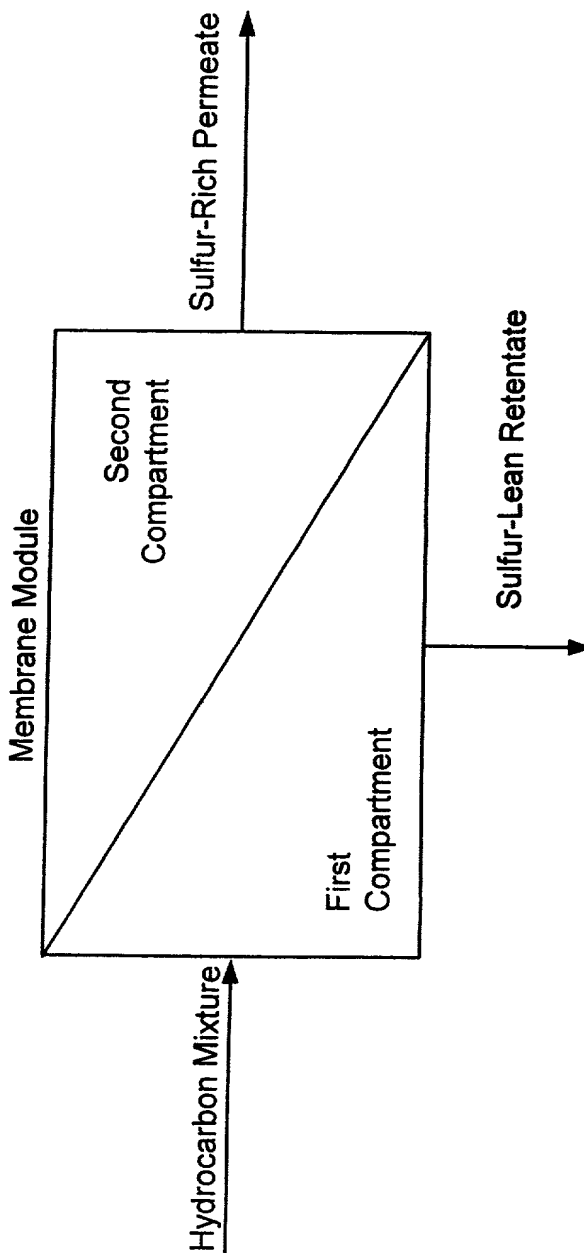 Membrane Module
Hydrocarbon Mixture
First
Compartment
Second
Compartment
Sulfur-Rich Permeate
Sulfur-Lean Retentate